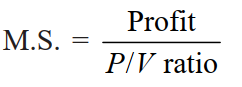 M.S. = Profit / P/V ratio